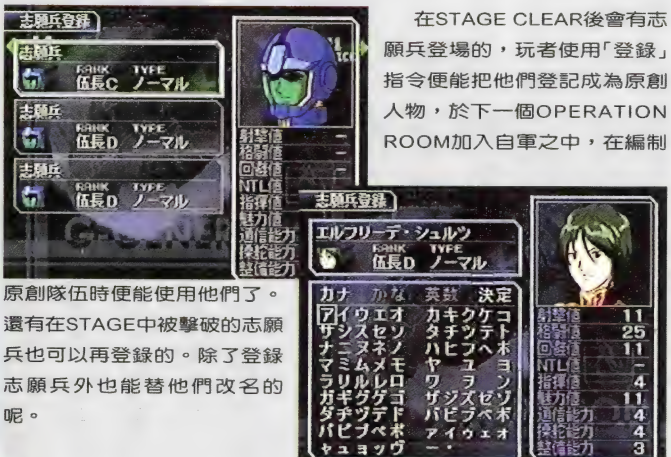 志願兵登録
志願兵
RANK TYPE
伍長C ノーマル
志願兵
RANK TYPE
伍長D ノーマル
志願兵
RANK TYPE
伍長D ノーマル
射撃値 –
格闘値 –
回避値 –
NTL値 –
指揮値 –
魅力値 –
通信能力 –
操舵能力 –
整備能力 –
在STAGE CLEAR後會有志
願兵登場的，玩者使用「登錄」
指令便能把他們登記成為原創
人物，於下一個OPERATION
ROOM加入自軍之中，在編制
原創隊伍時便能使用他們了。
還有在STAGE中被擊破的志願
兵也可以再登錄的。除了登錄
志願兵外也能替他們改名的
呢。
志願兵登録
エルフリーデ・シュルツ
RANK TYPE
伍長D ノーマル
カナ かな 英数 決定
アイウエオ カキクケコ
サシスセソ タチツテト
ナニヌネノ ハヒフヘホ
マミムメモ ヤ ユ ヨ
ラリルレロ ワ ヲ ン
ガギグゲゴ ザジズゼゾ
ダヂヅデド バビブベボ
パピプペポ ァィゥェォ
ャュョッヴ ー・
射撃値 11
格闘値 25
回避値 11
NTL値 –
指揮値 4
魅力値 11
通信能力 4
操舵能力 4
整備能力 3